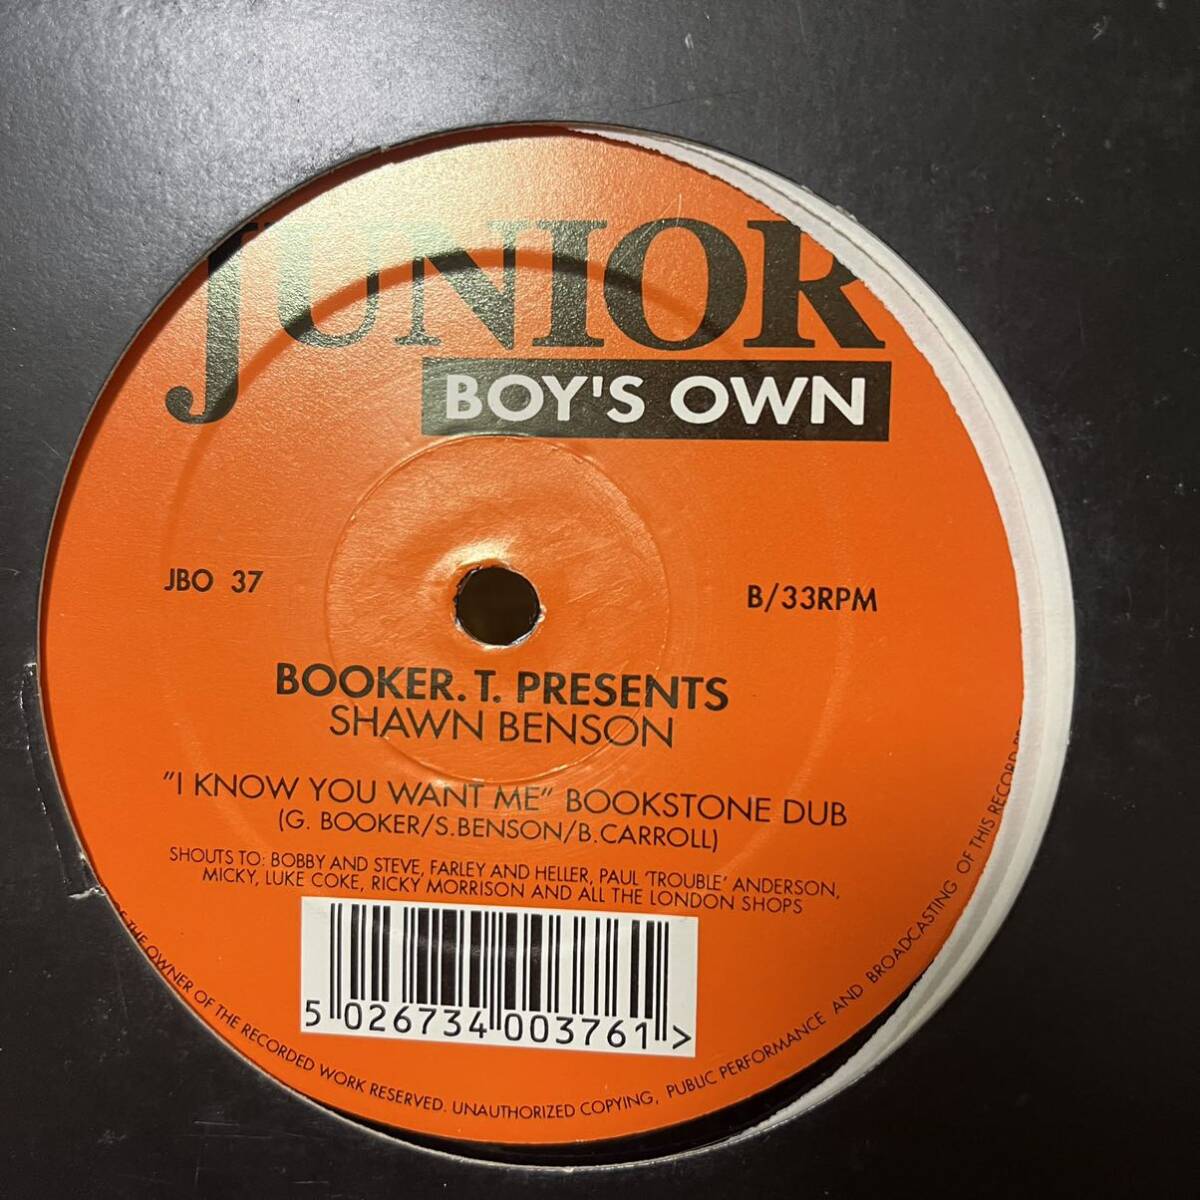 JUNIOR
BOY'S OWN
JBO 37
B/33RPM
BOOKER. T. PRESENTS
SHAWN BENSON
"I KNOW YOU WANT ME" BOOKSTONE DUB
(G. BOOKER/S.BENSON/B.CARROLL)
SHOUTS TO: BOBBY AND STEVE, FARLEY AND HELLER, PAUL 'TROUBLE' ANDERSON,
MICKY, LUKE COKE, RICKY MORRISON AND ALL THE LONDON SHOPS
5 026734 003761 >
THE OWNER OF THE RECORDED WORK RESERVED. UNAUTHORIZED COPYING, PUBLIC PERFORMANCE AND BROADCASTING OF THIS RECORD